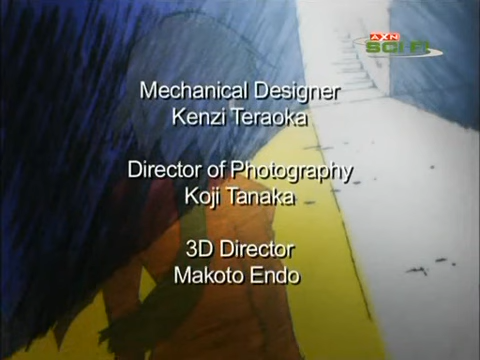 AXN
SCI FI
Mechanical Designer
Kenzi Teraoka
Director of Photography
Koji Tanaka
3D Director
Makoto Endo